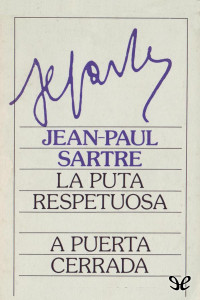 JEAN-PAUL
SARTRE
LA PUTA
RESPETUOSA
A PUERTA
CERRADA